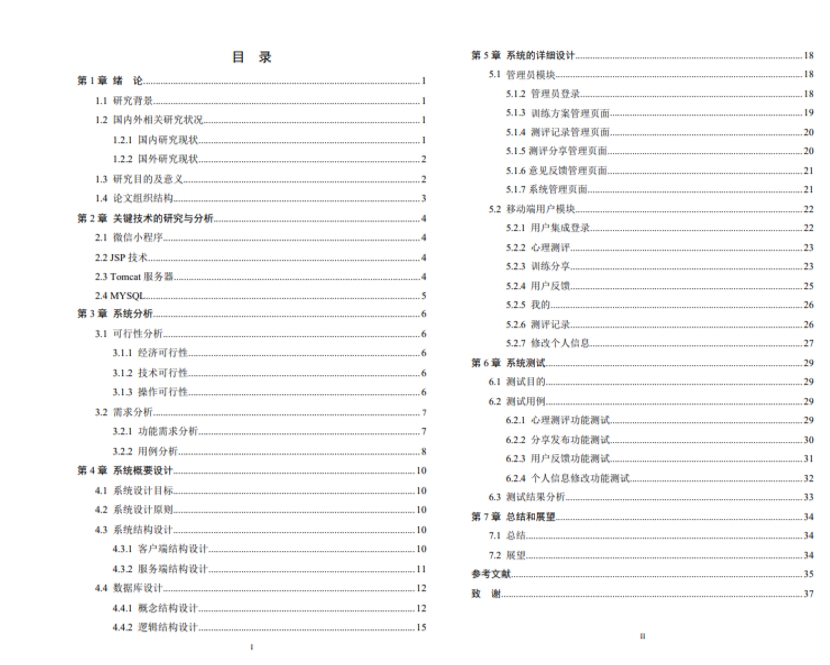 目 录
第 1 章 绪 论 1
1.1 研究背景 1
1.2 国内外相关研究状况 1
1.2.1 国内研究现状 1
1.2.2 国外研究现状 2
1.3 研究目的及意义 2
1.4 论文组织结构 3
第 2 章 关键技术的研究与分析 4
2.1 微信小程序 4
2.2 JSP 技术 4
2.3 Tomcat 服务器 4
2.4 MYSQL 5
第 3 章 系统分析 6
3.1 可行性分析 6
3.1.1 经济可行性 6
3.1.2 技术可行性 6
3.1.3 操作可行性 6
3.2 需求分析 7
3.2.1 功能需求分析 7
3.2.2 用例分析 8
第 4 章 系统概要设计 10
4.1 系统设计目标 10
4.2 系统设计原则 10
4.3 系统结构设计 10
4.3.1 客户端结构设计 10
4.3.2 服务端结构设计 11
4.4 数据库设计 12
4.4.1 概念结构设计 12
4.4.2 逻辑结构设计 15
I
第 5 章 系统的详细设计 18
5.1 管理员模块 18
5.1.2 管理员登录 18
5.1.3 训练方案管理页面 19
5.1.4 测评记录管理页面 20
5.1.5 测评分享管理页面 20
5.1.6 意见反馈管理页面 21
5.1.7 系统管理页面 21
5.2 移动端用户模块 22
5.2.1 用户集成登录 22
5.2.2 心理测评 23
5.2.3 训练分享 23
5.2.4 用户反馈 25
5.2.5 我的 26
5.2.6 测评记录 26
5.2.7 修改个人信息 27
第 6 章 系统测试 29
6.1 测试目的 29
6.2 测试用例 29
6.2.1 心理测评功能测试 29
6.2.2 分享发布功能测试 30
6.2.3 用户反馈功能测试 31
6.2.4 个人信息修改功能测试 32
6.3 测试结果分析 33
第 7 章 总结和展望 34
7.1 总结 34
7.2 展望 34
参考文献 35
致 谢 37
II